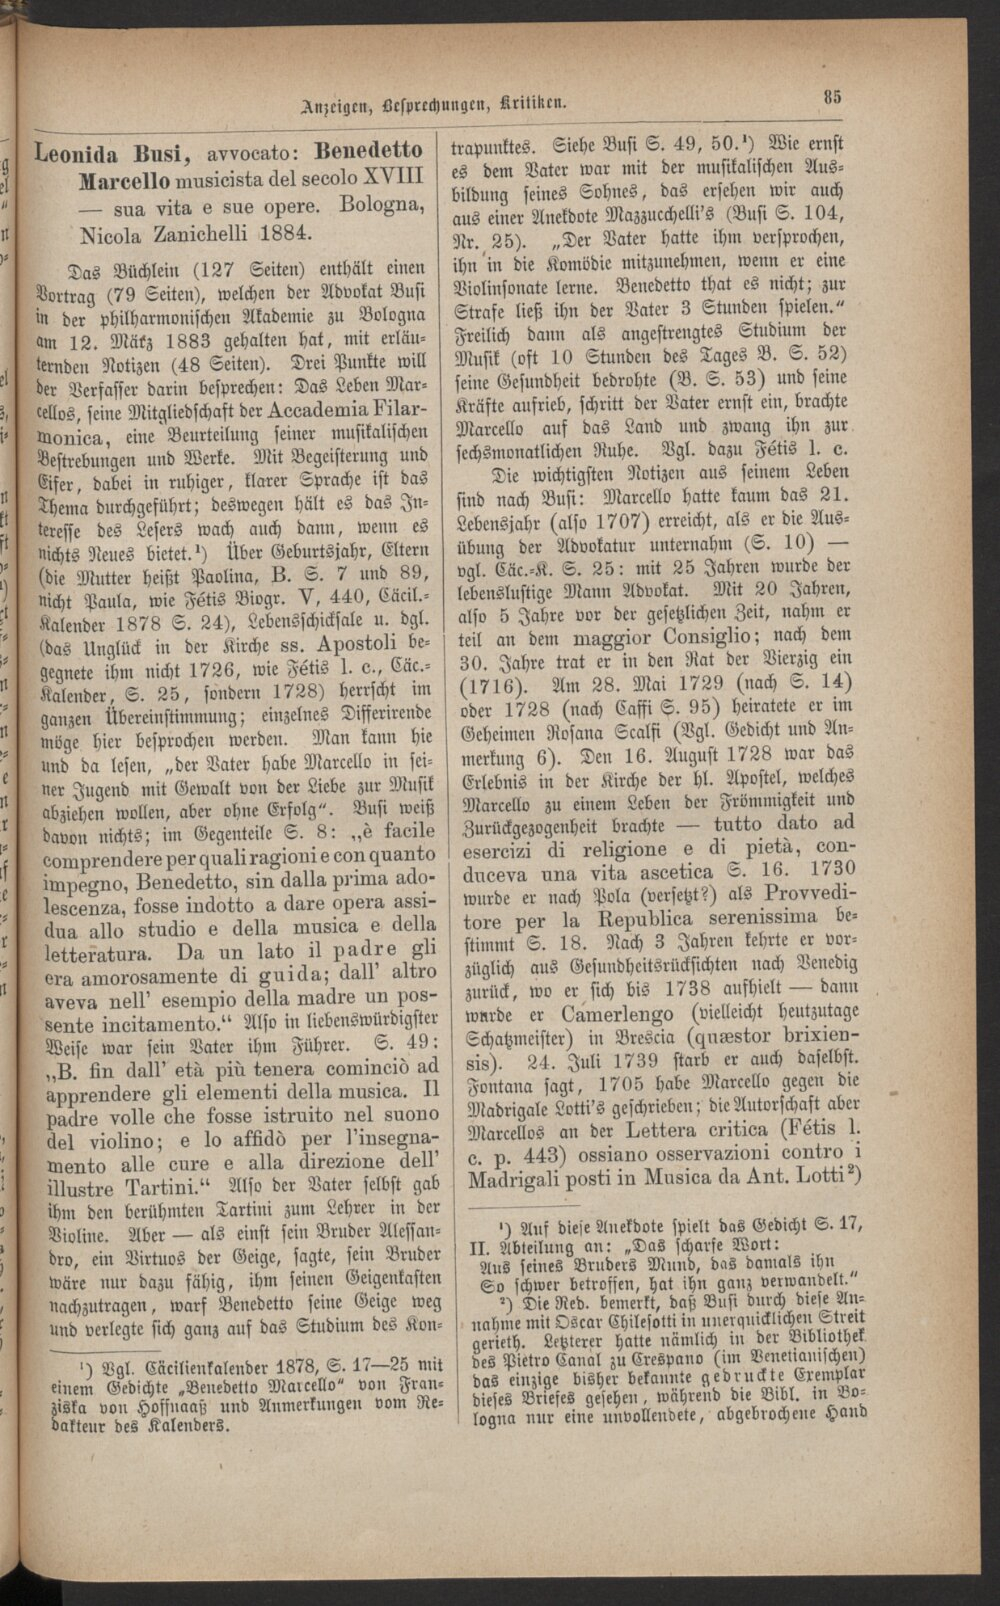 Anzeigen, Besprechungen, Kritiken.
85
Leonida Busi, avvocato: Benedetto
Marcello musicista del secolo XVIII
— sua vita e sue opere. Bologna,
Nicola Zanichelli 1884.
Das Büchlein (127 Seiten) enthält einen
Vortrag (79 Seiten), welchen der Advokat Busi
in der philharmonischen Akademie zu Bologna
am 12. Mätz 1883 gehalten hat, mit erläu-
ternden Notizen (48 Seiten). Drei Punkte will
der Verfasser darin besprechen: Das Leben Mar-
cellos, seine Mitgliedschaft der Accademia Filar-
monica, eine Beurteilung seiner musikalischen
Bestrebungen und Werke. Mit Begeisterung und
Eifer, dabei in ruhiger, klarer Sprache ist das
Thema durchgeführt; deswegen hält es das In-
teresse des Lesers wach auch dann, wenn es
nichts Neues bietet.¹) Über Geburtsjahr, Eltern
(die Mutter heißt Paolina, B. S. 7 und 89,
nicht Paula, wie Fétis Biogr. V, 440, Cäcil.-
Kalender 1878 S. 24), Lebensschicksale u. dgl.
(das Unglück in der Kirche ss. Apostoli be-
gegnete ihm nicht 1726, wie Fétis l. c., Cäc.-
Kalender, S. 25, sondern 1728) herrscht im
ganzen Übereinstimmung; einzelnes Differirende
möge hier besprochen werden. Man kann hie
und da lesen, „der Vater habe Marcello in sei-
ner Jugend mit Gewalt von der Liebe zur Musik
abziehen wollen, aber ohne Erfolg“. Busi weiß
davon nichts; im Gegenteile S. 8: „è facile
comprendere per quali ragioni e con quanto
impegno, Benedetto, sin dalla prima ado-
lescenza, fosse indotto a dare opera assi-
dua allo studio e della musica e della
letteratura. Da un lato il padre gli
era amorosamente di guida; dall' altro
aveva nell' esempio della madre un pos-
sente incitamento.“ Also in liebenswürdigster
Weise war sein Vater ihm Führer. S. 49:
„B. fin dall' età più tenera cominciò ad
apprendere gli elementi della musica. Il
padre volle che fosse istruito nel suono
del violino; e lo affidò per l'insegna-
mento alle cure e alla direzione dell'
illustre Tartini.“ Also der Vater selbst gab
ihm den berühmten Tartini zum Lehrer in der
Violine. Aber — als einst sein Bruder Alessan-
dro, ein Virtuos der Geige, sagte, sein Bruder
wäre nur dazu fähig, ihm seinen Geigenkasten
nachzutragen, warf Benedetto seine Geige weg
und verlegte sich ganz auf das Studium des Kon-
¹) Vgl. Cäcilienkalender 1878, S. 17—25 mit
einem Gedichte „Benedetto Marcello“ von Fran-
ziska von Hoffnaaß und Anmerkungen vom Re-
dakteur des Kalenders.
trapunktes. Siehe Busi S. 49, 50.¹) Wie ernst
es dem Vater war mit der musikalischen Aus-
bildung seines Sohnes, das ersehen wir auch
aus einer Anekdote Mazzucchelli's (Busi S. 104,
Nr. 25). „Der Vater hatte ihm versprochen,
ihn in die Komödie mitzunehmen, wenn er eine
Violinsonate lerne. Benedetto that es nicht; zur
Strafe ließ ihn der Vater 3 Stunden spielen.“
Freilich dann als angestrengtes Studium der
Musik (oft 10 Stunden des Tages B. S. 52)
seine Gesundheit bedrohte (B. S. 53) und seine
Kräfte aufrieb, schritt der Vater ernst ein, brachte
Marcello auf das Land und zwang ihn zur
sechsmonatlichen Ruhe. Vgl. dazu Fétis l. c.
Die wichtigsten Notizen aus seinem Leben
sind nach Busi: Marcello hatte kaum das 21.
Lebensjahr (also 1707) erreicht, als er die Aus-
übung der Advokatur unternahm (S. 10) —
vgl. Cäc.-K. S. 25: mit 25 Jahren wurde der
lebenslustige Mann Advokat. Mit 20 Jahren,
also 5 Jahre vor der gesetzlichen Zeit, nahm er
teil an dem maggior Consiglio; nach dem
30. Jahre trat er in den Rat der Vierzig ein
(1716). Am 28. Mai 1729 (nach S. 14)
oder 1728 (nach Caffi S. 95) heiratete er im
Geheimen Rosana Scalfi (Vgl. Gedicht und An-
merkung 6). Den 16. August 1728 war das
Erlebnis in der Kirche der hl. Apostel, welches
Marcello zu einem Leben der Frömmigkeit und
Zurückgezogenheit brachte — tutto dato ad
esercizi di religione e di pietà, con-
duceva una vita ascetica S. 16. 1730
wurde er nach Pola (versetzt?) als Provvedi-
tore per la Republica serenissima be-
stimmt S. 18. Nach 3 Jahren kehrte er vor-
züglich aus Gesundheitsrücksichten nach Venedig
zurück, wo er sich bis 1738 aufhielt — dann
wurde er Camerlengo (vielleicht heutzutage
Schatzmeister) in Brescia (quæstor brixien-
sis). 24. Juli 1739 starb er auch daselbst.
Fontana sagt, 1705 habe Marcello gegen die
Madrigale Lotti's geschrieben; die Autorschaft aber
Marcellos an der Lettera critica (Fétis l.
c. p. 443) ossiano osservazioni contro i
Madrigali posti in Musica da Ant. Lotti²)
¹) Auf diese Anekdote spielt das Gedicht S. 17,
II. Abteilung an: „Das scharfe Wort:
Aus seines Bruders Mund, das damals ihn
So schwer betroffen, hat ihn ganz verwandelt.“
²) Die Red. bemerkt, daß Busi durch diese An-
nahme mit Oscar Chilesotti in unerquicklichen Streit
gerieth. Letzterer hatte nämlich in der Bibliothek
des Pietro Canal zu Crespano (im Venetianischen)
das einzige bisher bekannte gedruckte Exemplar
dieses Briefes gesehen, während die Bibl. in Bo-
logna nur eine unvollendete, abgebrochene Hand